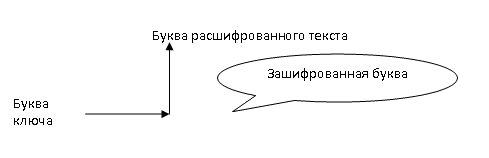 Буква расшифрованного текста
Зашифрованная буква
Буква
ключа